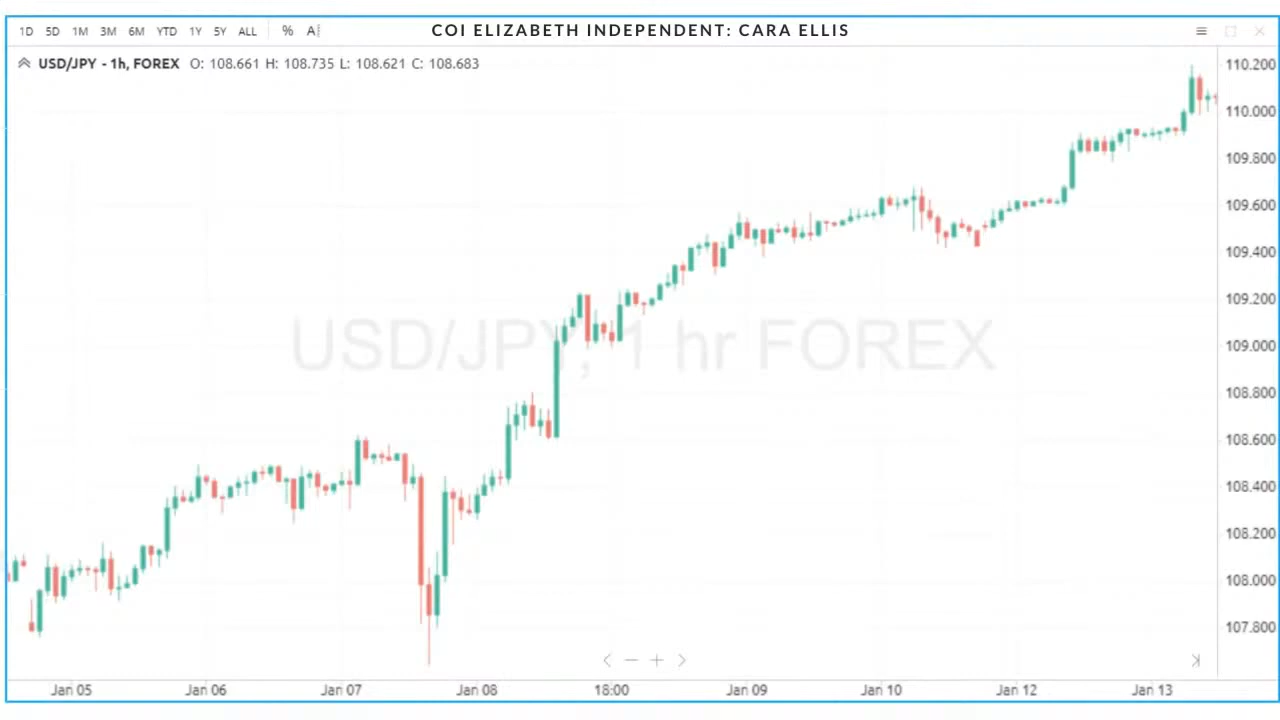 COI ELIZABETH INDEPENDENT: CARA ELLIS
1D 5D 1M 3M 6M YTD 1Y 5Y ALL % A
USD/JPY - 1h, FOREX O: 108.661 H: 108.735 L: 108.621 C: 108.683
110.200
110.000
109.800
109.600
109.400
109.200
USD/JPY, 1 hr FOREX
109.000
108.800
108.600
108.400
108.200
108.000
107.800
Jan 05 Jan 06 Jan 07 Jan 08 18:00 Jan 09 Jan 10 Jan 12 Jan 13